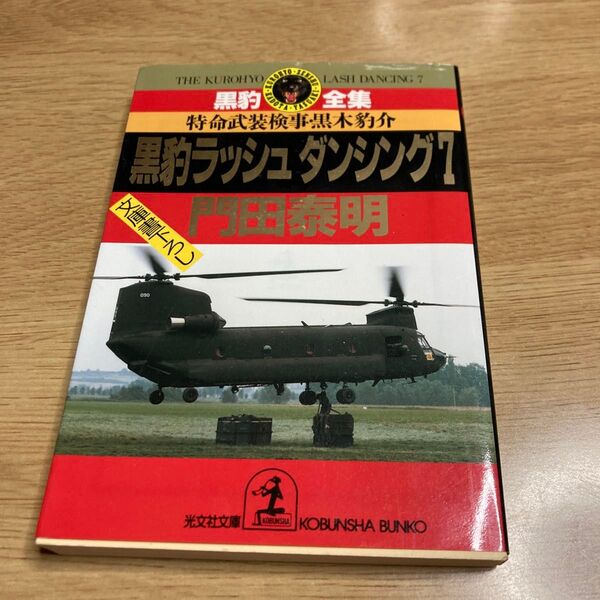 THE KUROHYO LASH DANCING 7
黒豹 全集
特命武装検事・黒木豹介
黒豹ラッシュ ダンシング7
門田泰明
文庫書下ろし
090
光文社文庫 KOBUNSHA KOBUNSHA BUNKO